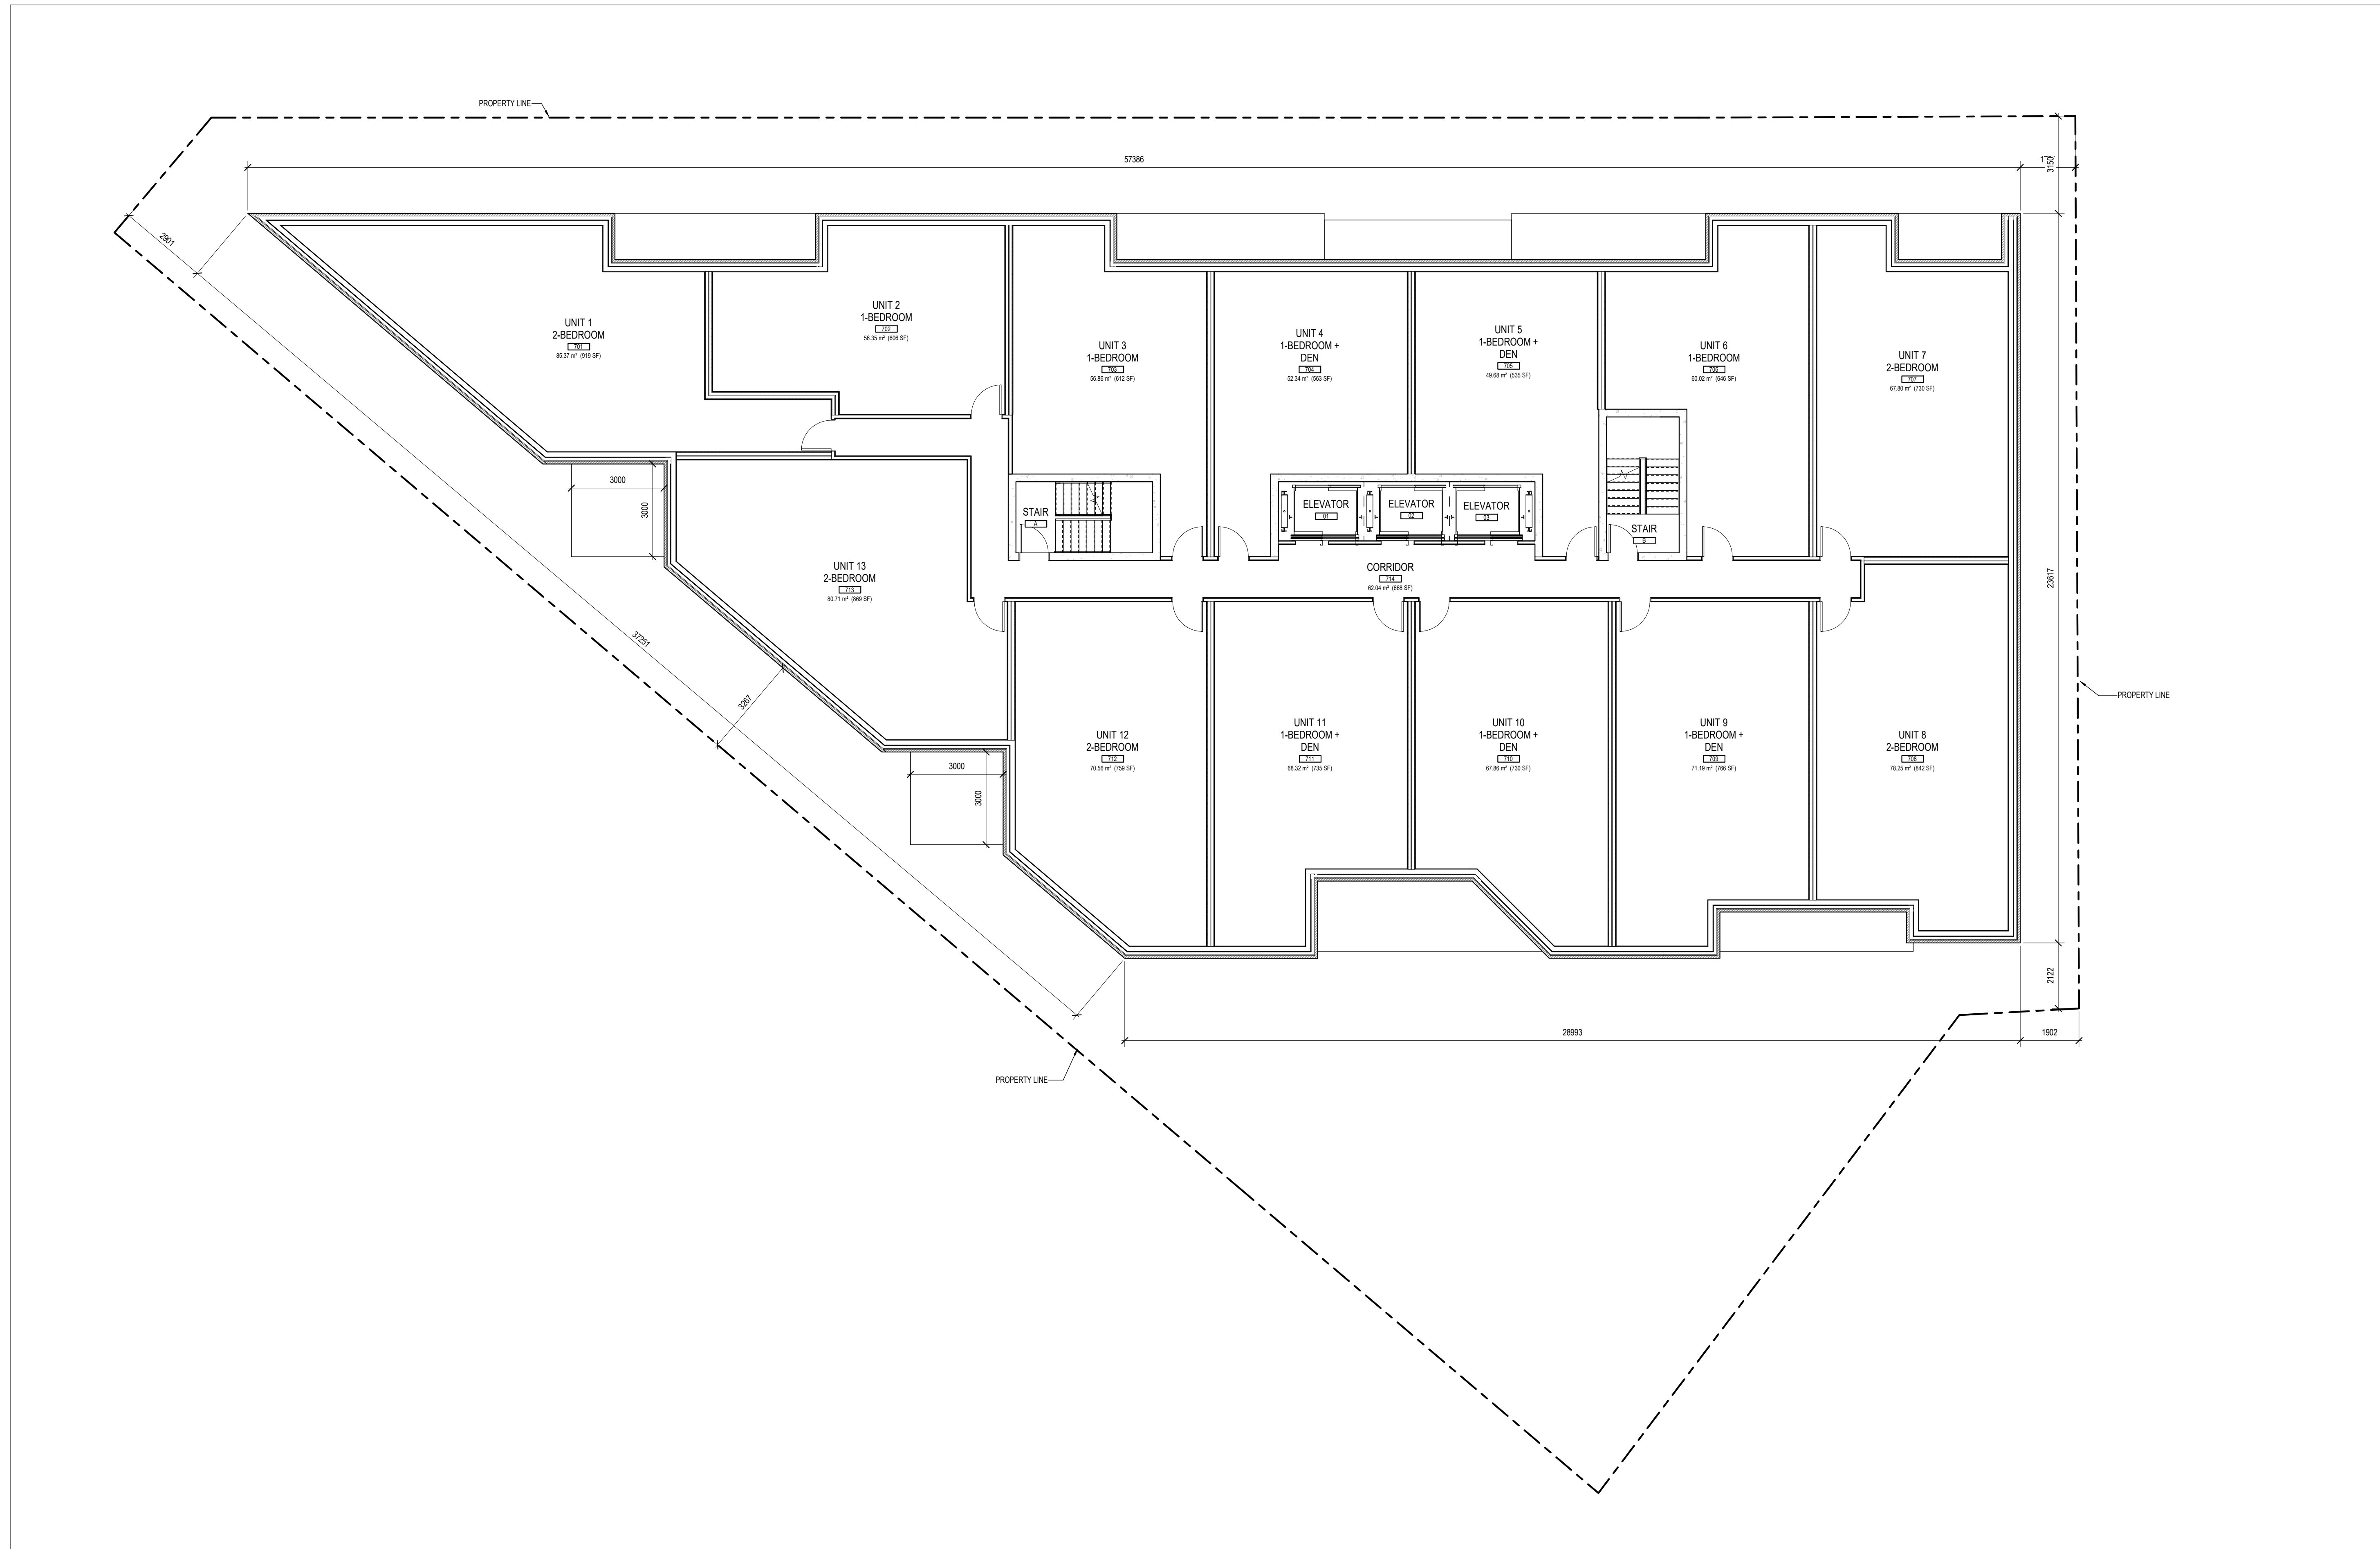 PROPERTY LINE
57386
3150
2901
UNIT 1
2-BEDROOM
701
85.37 m² (919 SF)
UNIT 2
1-BEDROOM
702
56.35 m² (606 SF)
UNIT 3
1-BEDROOM
703
56.86 m² (612 SF)
UNIT 4
1-BEDROOM +
DEN
704
52.34 m² (563 SF)
UNIT 5
1-BEDROOM +
DEN
705
49.68 m² (535 SF)
UNIT 6
1-BEDROOM
706
60.02 m² (646 SF)
UNIT 7
2-BEDROOM
707
67.80 m² (730 SF)
3000
3000
STAIR
A
ELEVATOR
01
ELEVATOR
02
ELEVATOR
03
STAIR
B
UNIT 13
2-BEDROOM
713
80.71 m² (869 SF)
CORRIDOR
714
62.04 m² (668 SF)
23617
37251
3267
PROPERTY LINE
UNIT 12
2-BEDROOM
712
70.56 m² (759 SF)
UNIT 11
1-BEDROOM +
DEN
711
68.32 m² (735 SF)
UNIT 10
1-BEDROOM +
DEN
710
67.86 m² (730 SF)
UNIT 9
1-BEDROOM +
DEN
709
71.19 m² (766 SF)
UNIT 8
2-BEDROOM
708
78.25 m² (842 SF)
3000
3000
2122
28993
1902
PROPERTY LINE